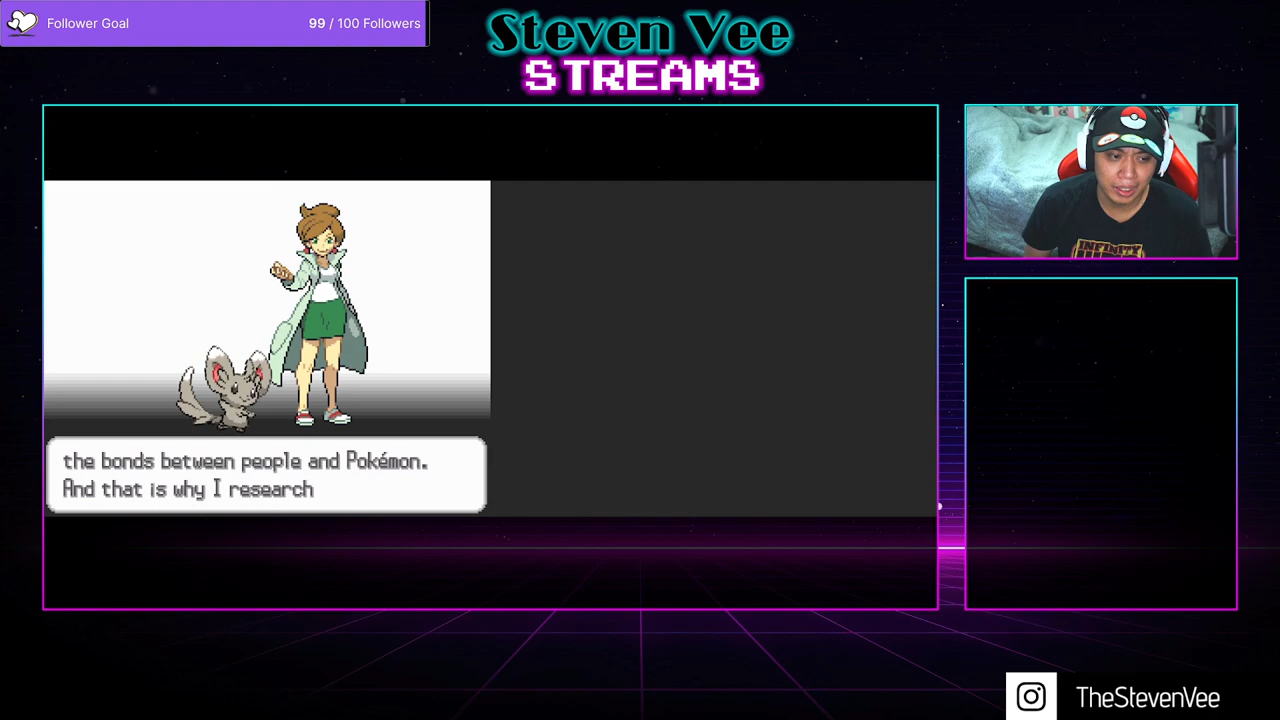 Follower Goal
99 / 100 Followers
Steven Vee
STREAMS
the bonds between people and Pokémon.
And that is why I research
INFINITY
TheStevenVee